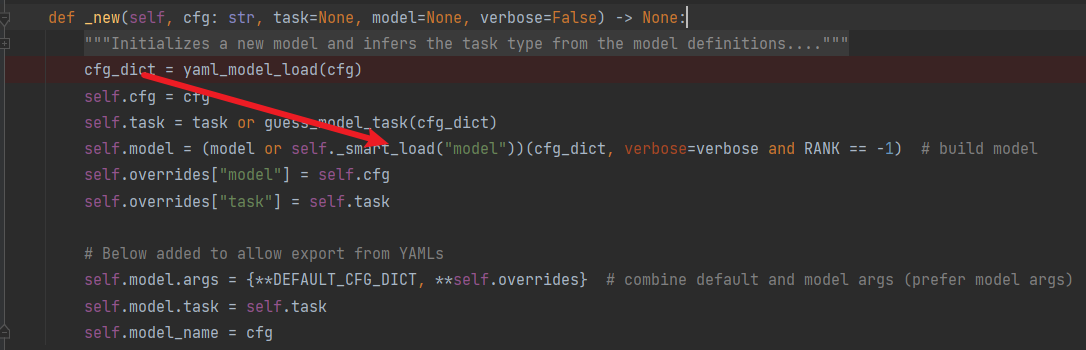 def _new(self, cfg: str, task=None, model=None, verbose=False) -> None:
"""Initializes a new model and infers the task type from the model definitions...."""
cfg_dict = yaml_model_load(cfg)
self.cfg = cfg
self.task = task or guess_model_task(cfg_dict)
self.model = (model or self._smart_load("model"))(cfg_dict, verbose=verbose and RANK == -1)  # build model
self.overrides["model"] = self.cfg
self.overrides["task"] = self.task
# Below added to allow export from YAMLs
self.model.args = {**DEFAULT_CFG_DICT, **self.overrides}  # combine default and model args (prefer model args)
self.model.task = self.task
self.model_name = cfg